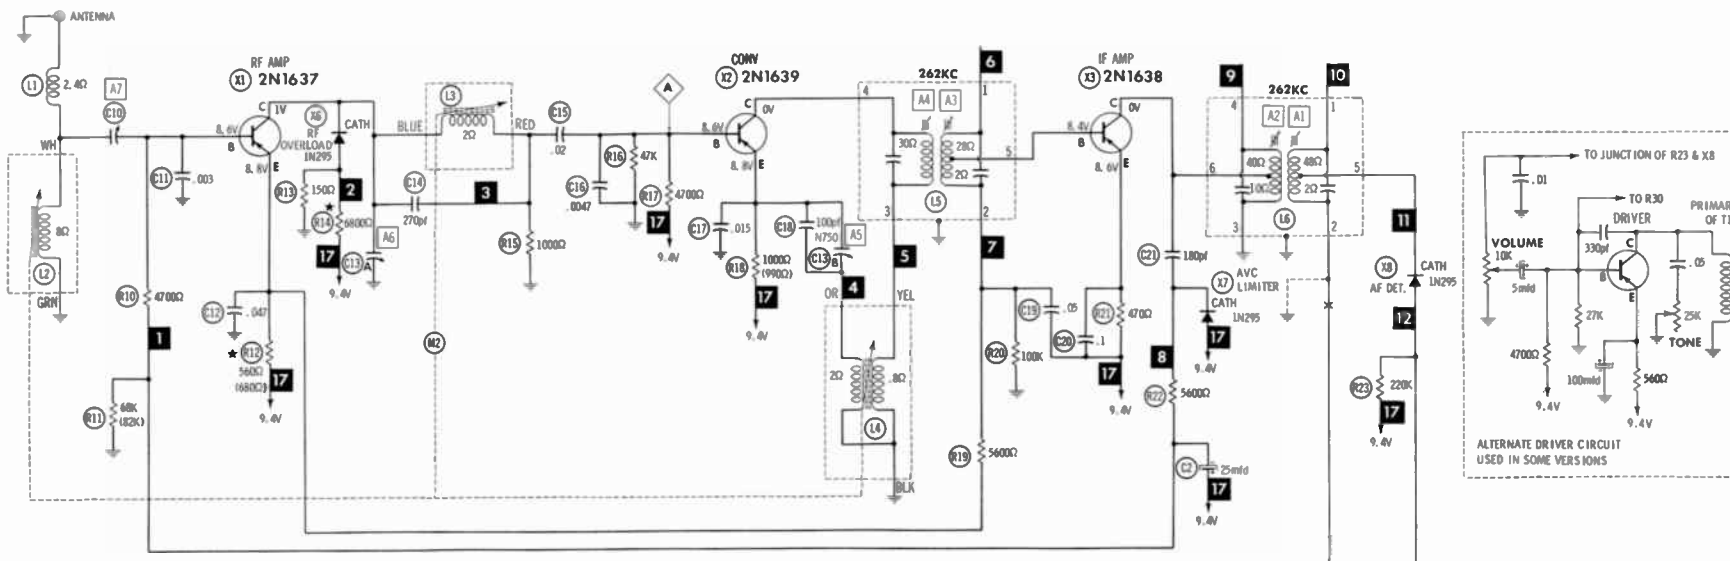 ANTENNA
L1
2.4Ω
A7
C10
WH
L2
8Ω
GRN
RF AMP
X1 2N1637
C
1V
8.6V
B
8.8V
E
C11
.003
R10
4700Ω
1
R11
68K
(82K)
C12
.047
★ R12
560Ω
(680Ω)
17
9.4V
X6
CATH
RF
OVERLOAD
1N295
R13
150Ω
2
★
R14
6800Ω
17
9.4V
A6
C13
A
BLUE
L3
2Ω
RED
C14
270pf
3
R15
1000Ω
M2
C15
.02
C16
.0047
R16
47K
R17
4700Ω
17
9.4V
A
CONV
X2 2N1639
C
0V
8.6V
B
8.8V
E
C17
.015
R18
1000Ω
(990Ω)
17
9.4V
C18
100pf
N750
A5
C13
B
OR
4
5
YEL
2Ω
.8Ω
L4
BLK
262KC
4
A4
A3
1
30Ω
28Ω
2Ω
5
3
L5
2
6
7
R19
5600Ω
R20
100K
C19
.05
C20
.1
R21
470Ω
17
9.4V
IF AMP
X3 2N1638
C
0V
8.4V
B
8.6V
E
C21
180pf
8
R22
5600Ω
C2
25mfd
17
9.4V
X7
AVC
LIMITER
CATH
1N295
17
9.4V
9
10
262KC
4
A2
A1
1
6
40Ω
48Ω
5
10Ω
2Ω
3
L6
2
11
X8
AF DET.
CATH
1N295
12
R23
220K
17
9.4V
TO JUNCTION OF R23 & X8
.01
TO R30
DRIVER
PRIMAR
OF T1
VOLUME
10K
5mfd
330pf
C
B
E
.05
27K
25K
TONE
4700Ω
9.4V
100mfd
560Ω
9.4V
ALTERNATE DRIVER CIRCUIT
USED IN SOME VERSIONS